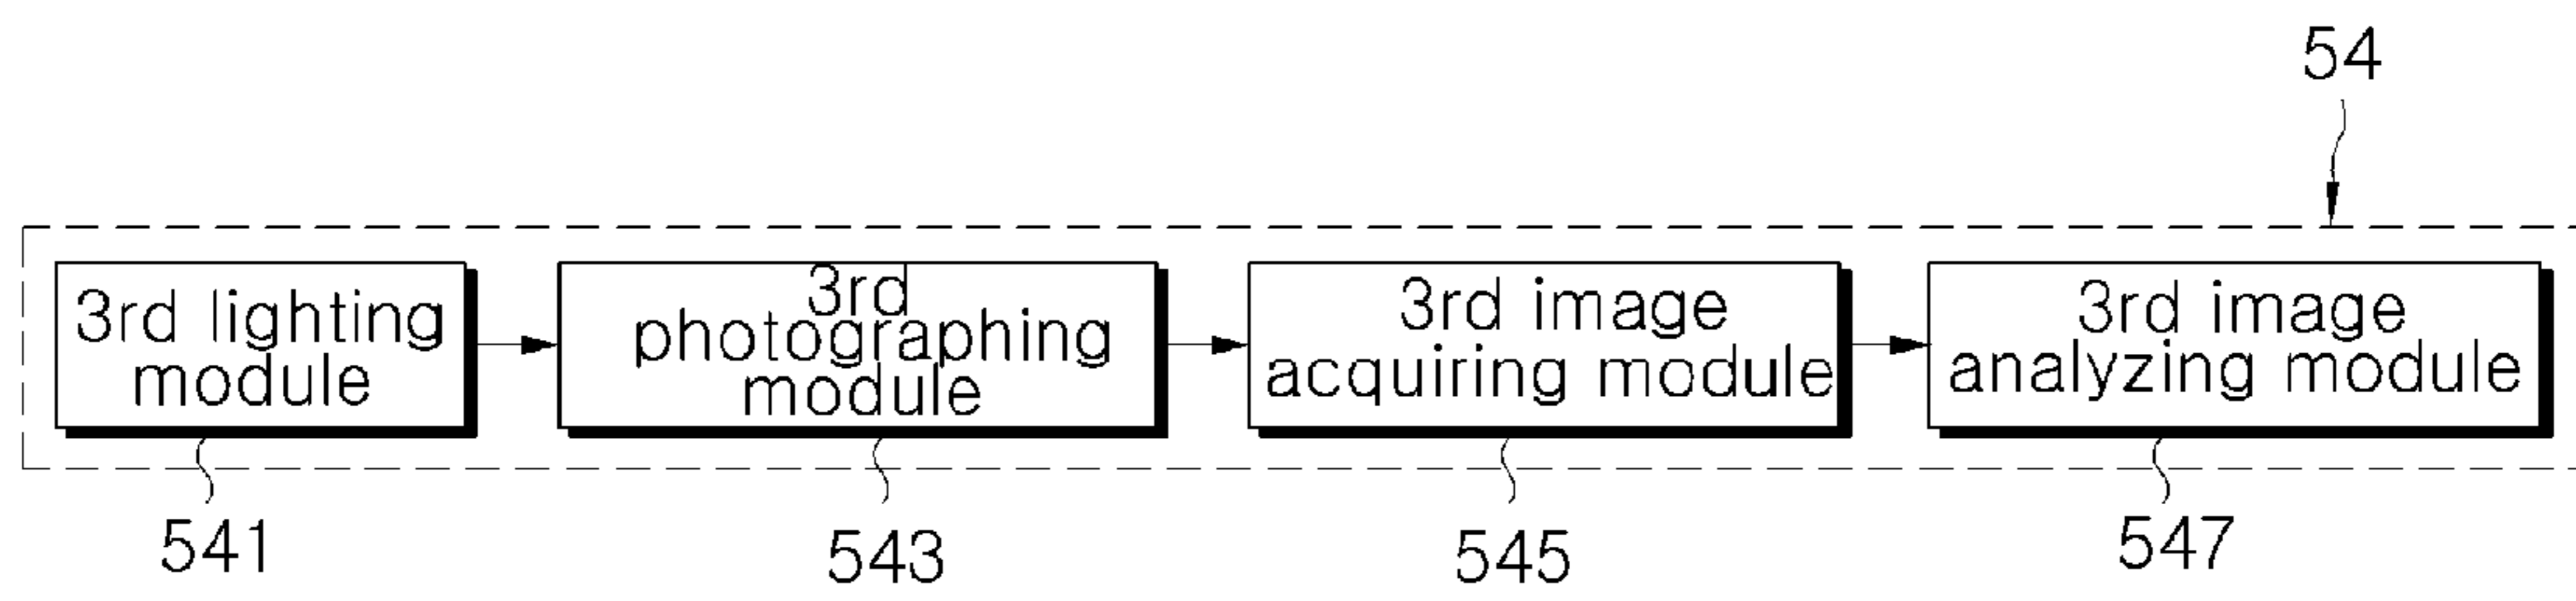 54
3rd lighting
module
3rd
photographing
module
3rd image
acquiring module
3rd image
analyzing module
541
543
545
547